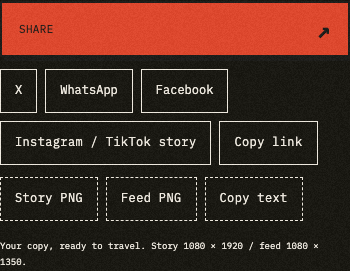 SHARE ↗
X WhatsApp Facebook
Instagram / TikTok story Copy link
Story PNG Feed PNG Copy text
Your copy, ready to travel. Story 1080 × 1920 / feed 1080 ×
1350.